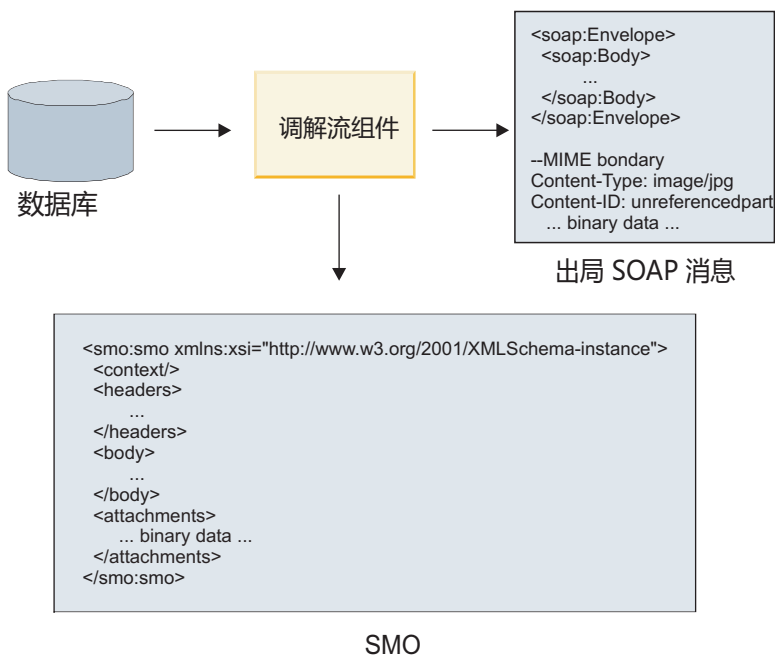 数据库
调解流组件
<soap:Envelope>
<soap:Body>
...
</soap:Body>
</soap:Envelope>
--MIME bondary
Content-Type: image/jpg
Content-ID: unreferencedpart
... binary data ...
出局 SOAP 消息
<smo:smo xmlns:xsi="http://www.w3.org/2001/XMLSchema-instance">
<context/>
<headers>
...
</headers>
<body>
...
</body>
<attachments>
... binary data ...
</attachments>
</smo:smo>
SMO